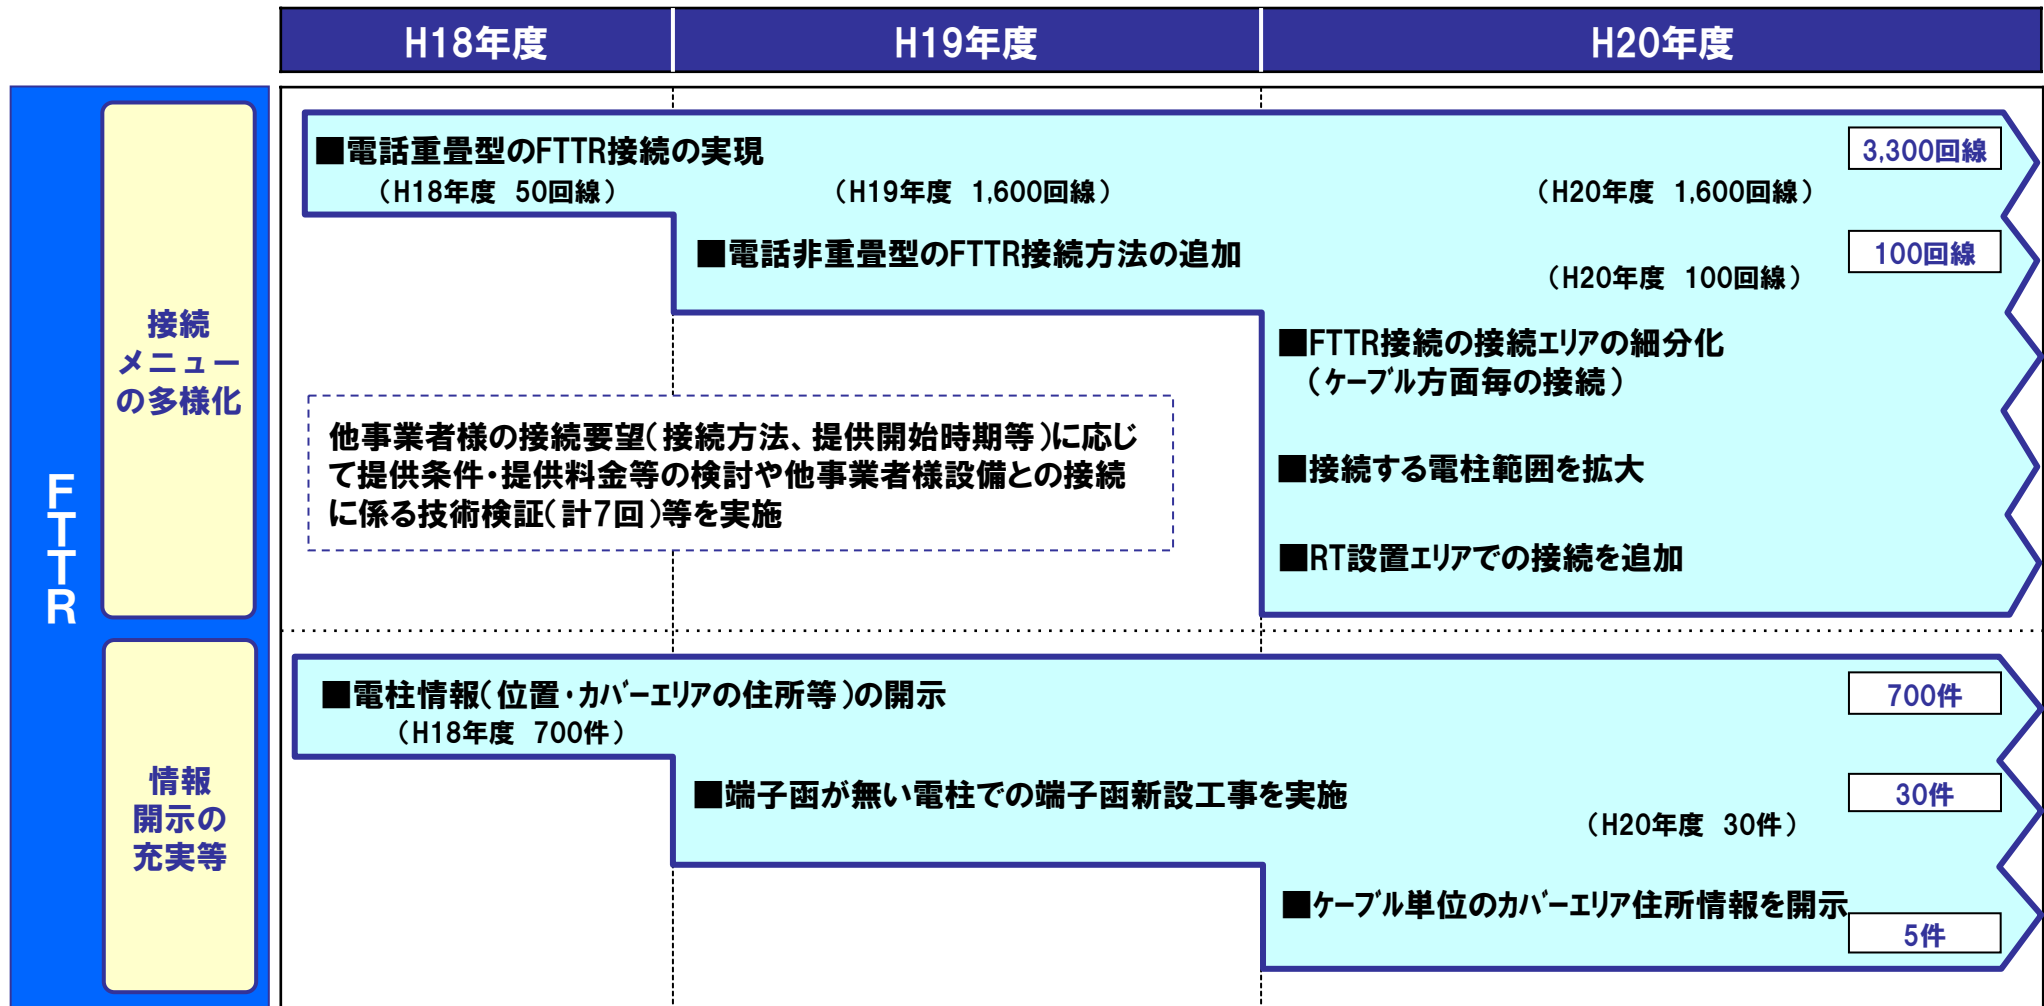 H18年度
H19年度
H20年度
FTTR
接続
メニュー
の多様化
■電話重畳型のFTTR接続の実現
3,300回線
（H18年度 50回線）
（H19年度 1,600回線）
（H20年度 1,600回線）
■電話非重畳型のFTTR接続方法の追加
100回線
（H20年度 100回線）
■FTTR接続の接続エリアの細分化
（ケーブル方面毎の接続）
他事業者様の接続要望（接続方法、提供開始時期等）に応じ
て提供条件・提供料金等の検討や他事業者様設備との接続
に係る技術検証（計7回）等を実施
■接続する電柱範囲を拡大
■RT設置エリアでの接続を追加
情報
開示の
充実等
■電柱情報（位置・カバーエリアの住所等）の開示
700件
（H18年度 700件）
■端子函が無い電柱での端子函新設工事を実施
30件
（H20年度 30件）
■ケーブル単位のカバーエリア住所情報を開示
5件